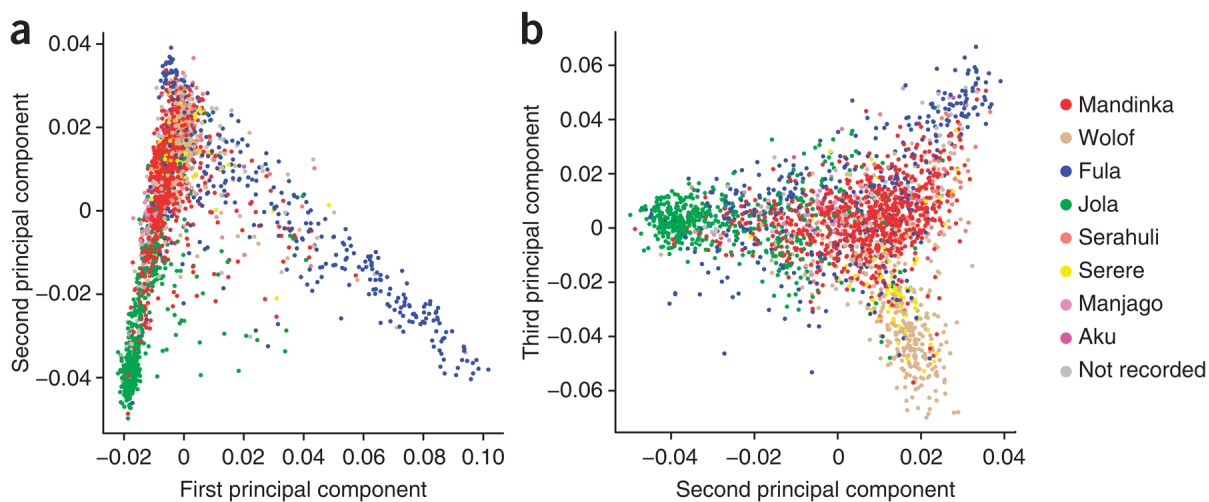 a
0.04
0.02
0
−0.02
−0.04
Second principal component
−0.02
0
0.02
0.04
0.06
0.08
0.10
First principal component
b
0.06
0.04
0.02
0
−0.02
−0.04
−0.06
Third principal component
−0.04
−0.02
0
0.02
0.04
Second principal component
Mandinka
Wolof
Fula
Jola
Serahuli
Serere
Manjago
Aku
Not recorded